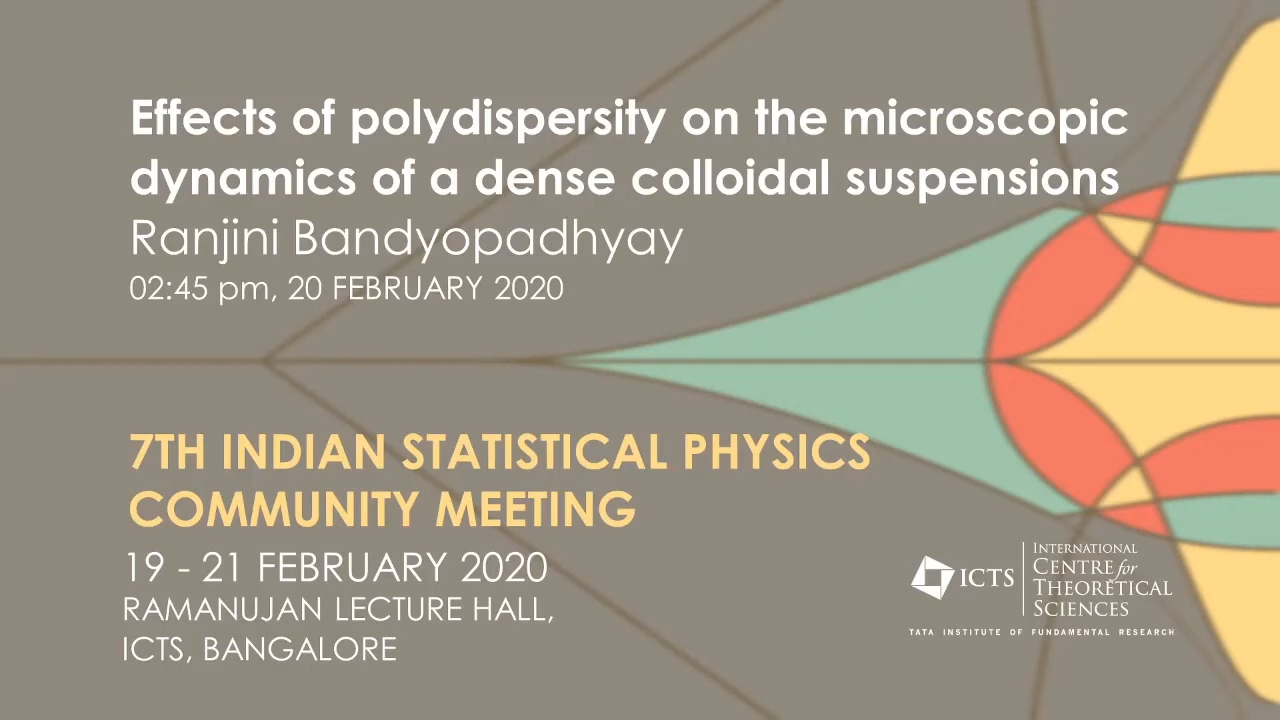 Effects of polydispersity on the microscopic
dynamics of a dense colloidal suspensions
Ranjini Bandyopadhyay
02:45 pm, 20 FEBRUARY 2020
7TH INDIAN STATISTICAL PHYSICS
COMMUNITY MEETING
19 - 21 FEBRUARY 2020
RAMANUJAN LECTURE HALL,
ICTS, BANGALORE
ICTS
INTERNATIONAL
CENTRE for
THEORETICAL
SCIENCES
TATA INSTITUTE OF FUNDAMENTAL RESEARCH